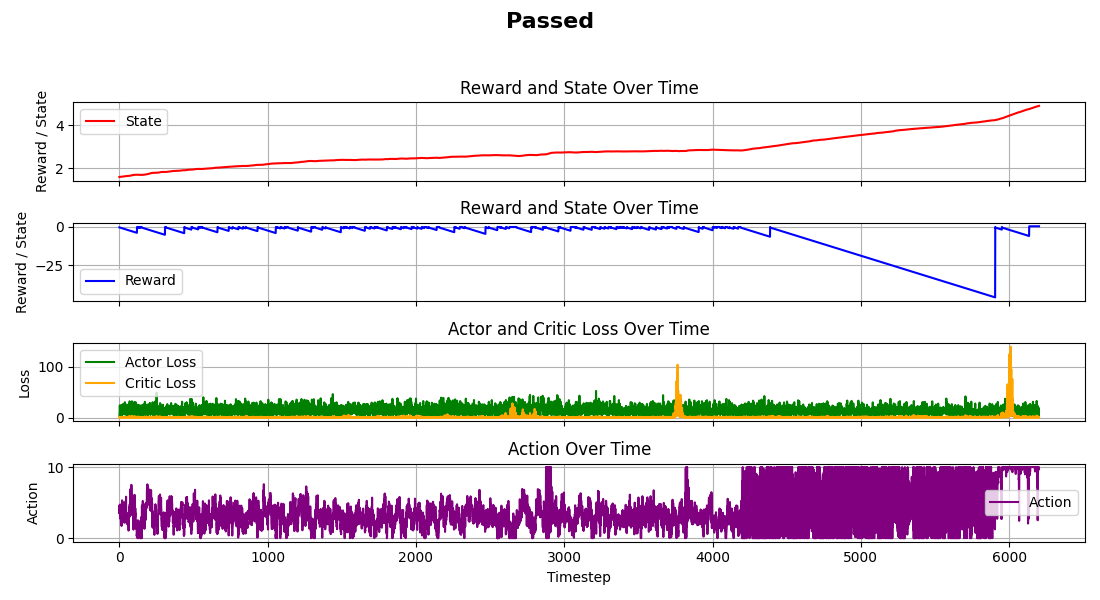 Passed
Reward and State Over Time
Reward / State
4
2
State
Reward and State Over Time
Reward / State
0
−25
Reward
Actor and Critic Loss Over Time
Loss
100
0
Actor Loss
Critic Loss
Action Over Time
Action
10
0
Action
0 1000 2000 3000 4000 5000 6000
Timestep